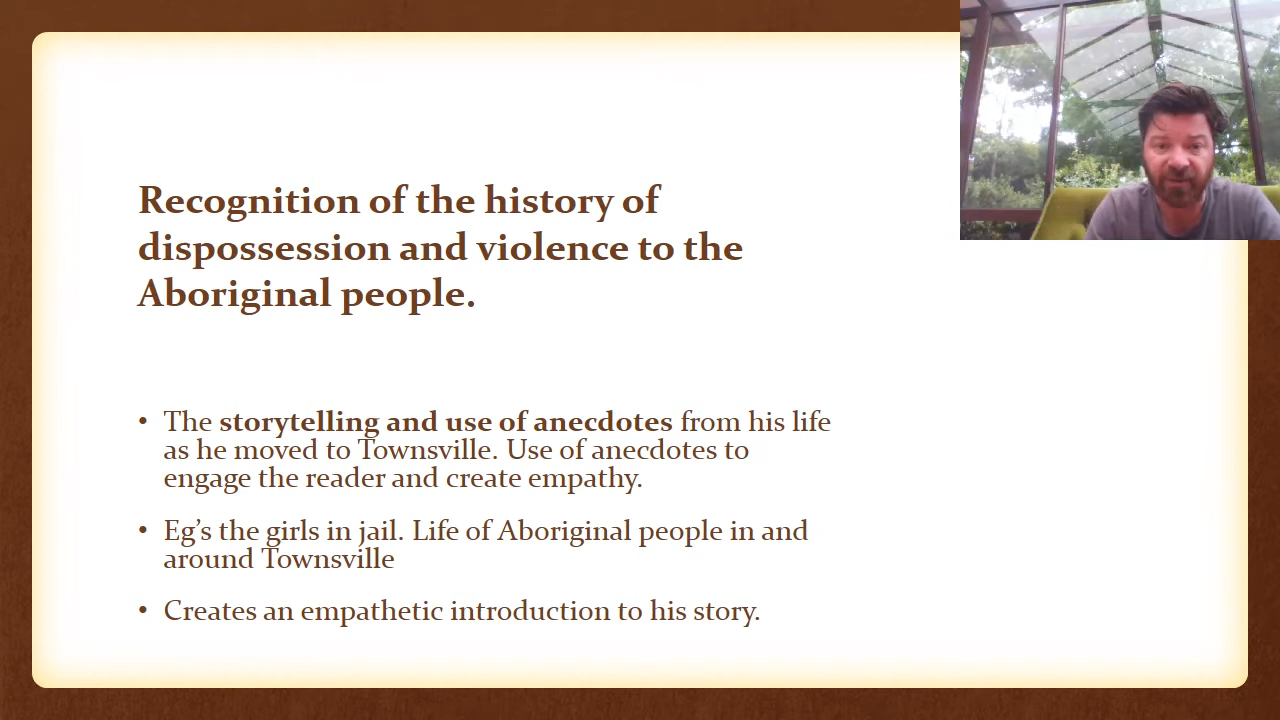 Recognition of the history of
dispossession and violence to the
Aboriginal people.
• The storytelling and use of anecdotes from his life
as he moved to Townsville. Use of anecdotes to
engage the reader and create empathy.
• Eg’s the girls in jail. Life of Aboriginal people in and
around Townsville
• Creates an empathetic introduction to his story.